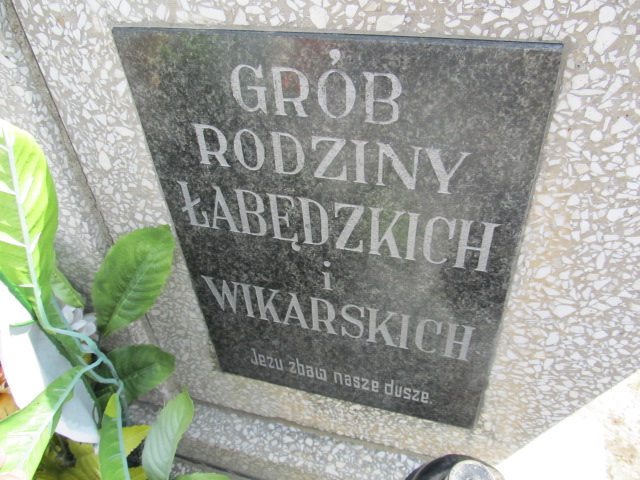 GRÓB
RODZINY
ŁABĘDZKICH
i
WIKARSKICH
Jezu zbaw nasze dusze.